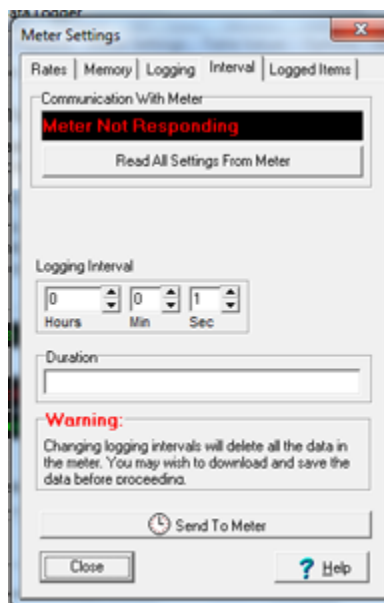 ata Logger
Meter Settings
Rates Memory Logging Interval Logged Items
Communication With Meter
Meter Not Responding
Read All Settings From Meter
Logging Interval
0 0 1
Hours Min Sec
Duration
Warning:
Changing logging intervals will delete all the data in
the meter. You may wish to download and save the
data before proceeding.
Send To Meter
Close ? Help